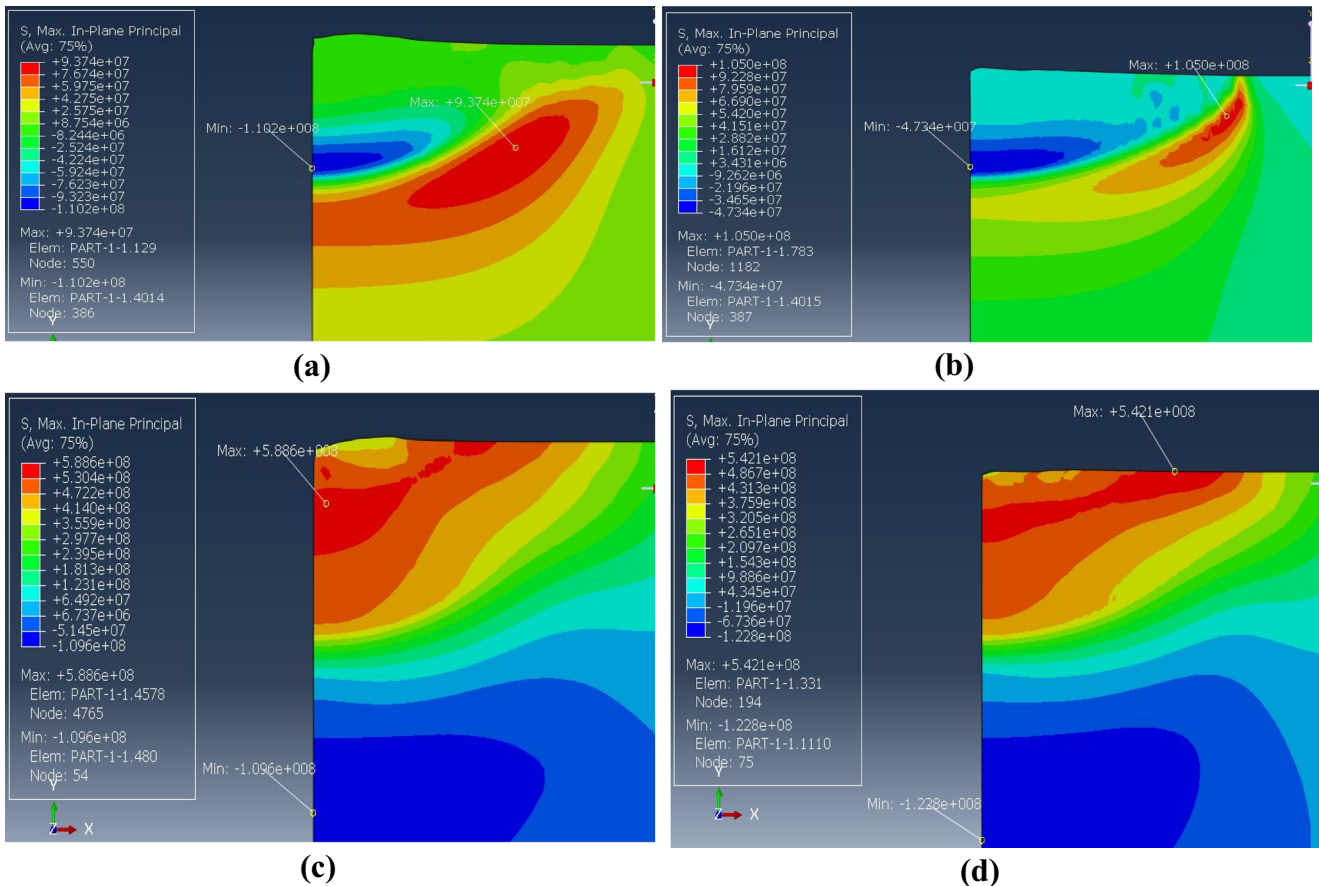 S, Max. In-Plane Principal
(Avg: 75%)
+9.374e+07
+7.674e+07
+5.975e+07
+4.275e+07
+2.575e+07
+8.754e+06
-8.244e+06
-2.524e+07
-4.224e+07
-5.924e+07
-7.623e+07
-9.323e+07
-1.102e+08
Max: +9.374e+07
Elem: PART-1-1.129
Node: 550
Min: -1.102e+08
Elem: PART-1-1.4014
Node: 386
Y
Min: -1.102e+008
Max: +9.374e+007
(a)
S, Max. In-Plane Principal
(Avg: 75%)
+1.050e+08
+9.228e+07
+7.959e+07
+6.690e+07
+5.420e+07
+4.151e+07
+2.882e+07
+1.612e+07
+3.431e+06
-9.262e+06
-2.196e+07
-3.465e+07
-4.734e+07
Max: +1.050e+08
Elem: PART-1-1.783
Node: 1182
Min: -4.734e+07
Elem: PART-1-1.4015
Node: 387
Y
Max: +1.050e+008
Min: -4.734e+007
(b)
S, Max. In-Plane Principal
(Avg: 75%)
+5.886e+08
+5.304e+08
+4.722e+08
+4.140e+08
+3.559e+08
+2.977e+08
+2.395e+08
+1.813e+08
+1.231e+08
+6.492e+07
+6.737e+06
-5.145e+07
-1.096e+08
Max: +5.886e+08
Elem: PART-1-1.4578
Node: 4765
Min: -1.096e+08
Elem: PART-1-1.480
Node: 54
Y
Z
X
Max: +5.886e+008
Min: -1.096e+008
(c)
S, Max. In-Plane Principal
(Avg: 75%)
+5.421e+08
+4.867e+08
+4.313e+08
+3.759e+08
+3.205e+08
+2.651e+08
+2.097e+08
+1.543e+08
+9.886e+07
+4.345e+07
-1.196e+07
-6.736e+07
-1.228e+08
Max: +5.421e+08
Elem: PART-1-1.331
Node: 194
Min: -1.228e+08
Elem: PART-1-1.1110
Node: 75
Y
Z
X
Max: +5.421e+008
Min: -1.228e+008
(d)